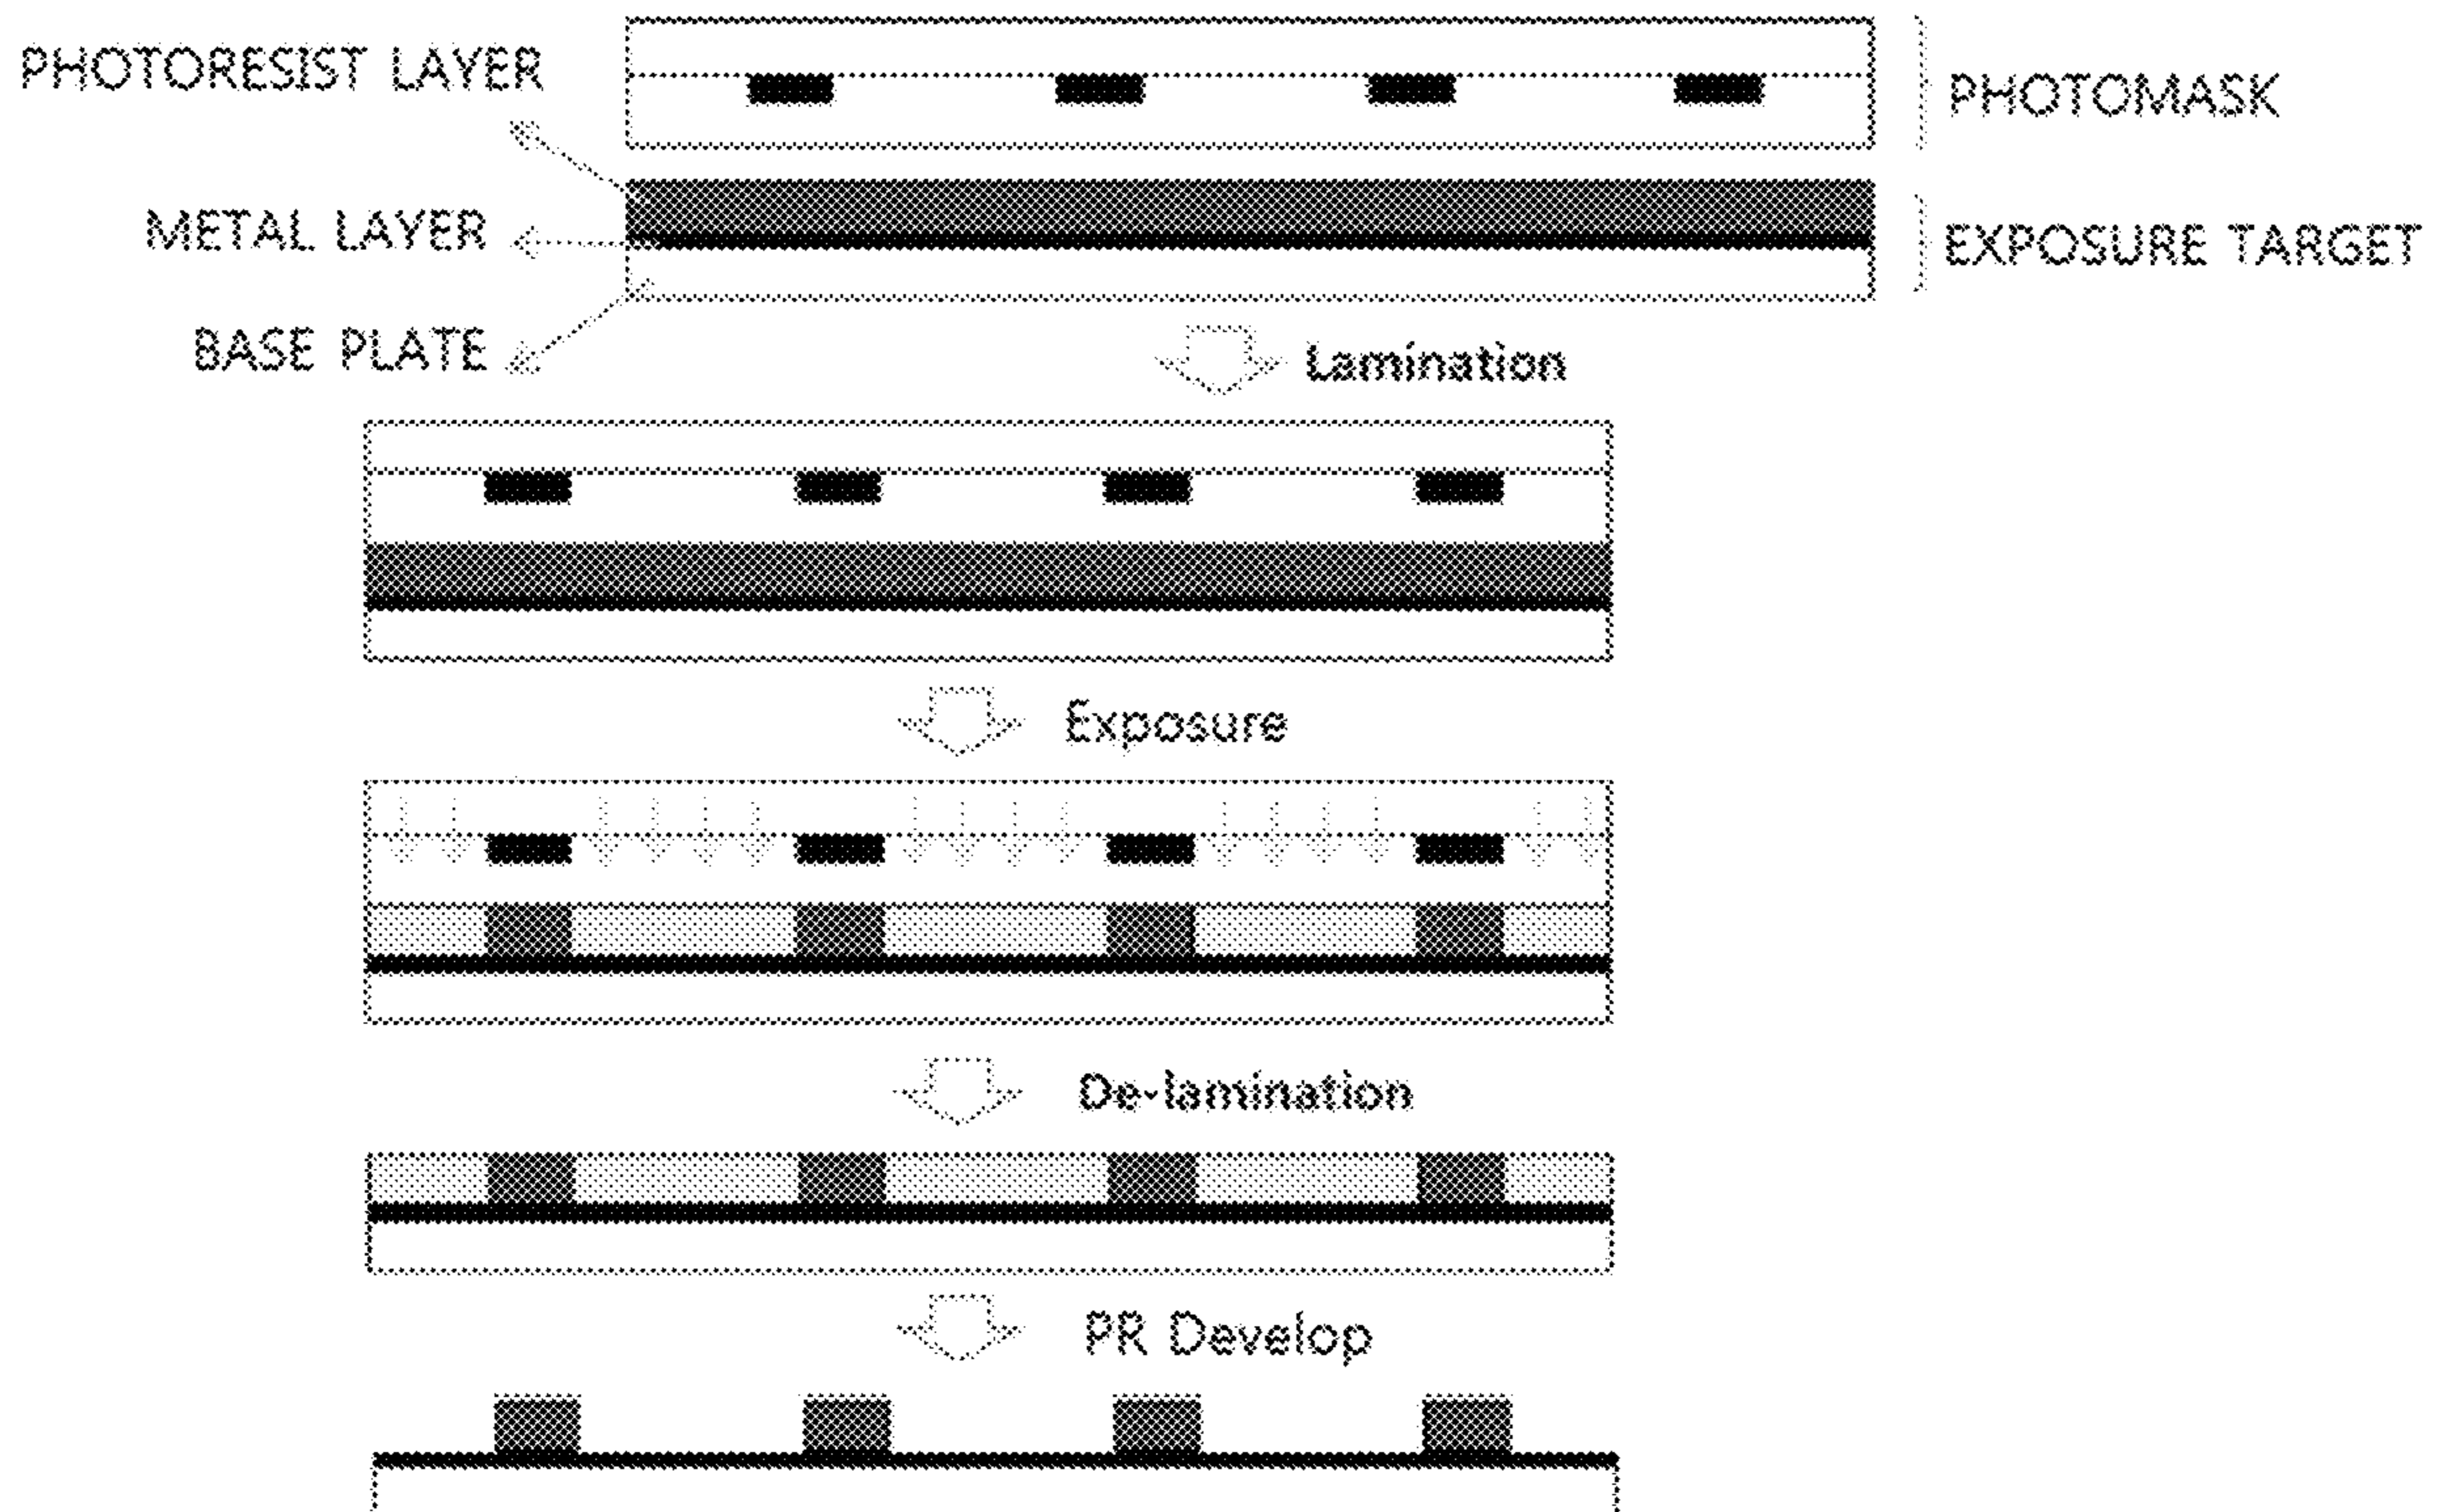 PHOTORESIST LAYER
PHOTOMASK
METAL LAYER
EXPOSURE TARGET
BASE PLATE
Lamination
Exposure
De-lamination
PR Develop